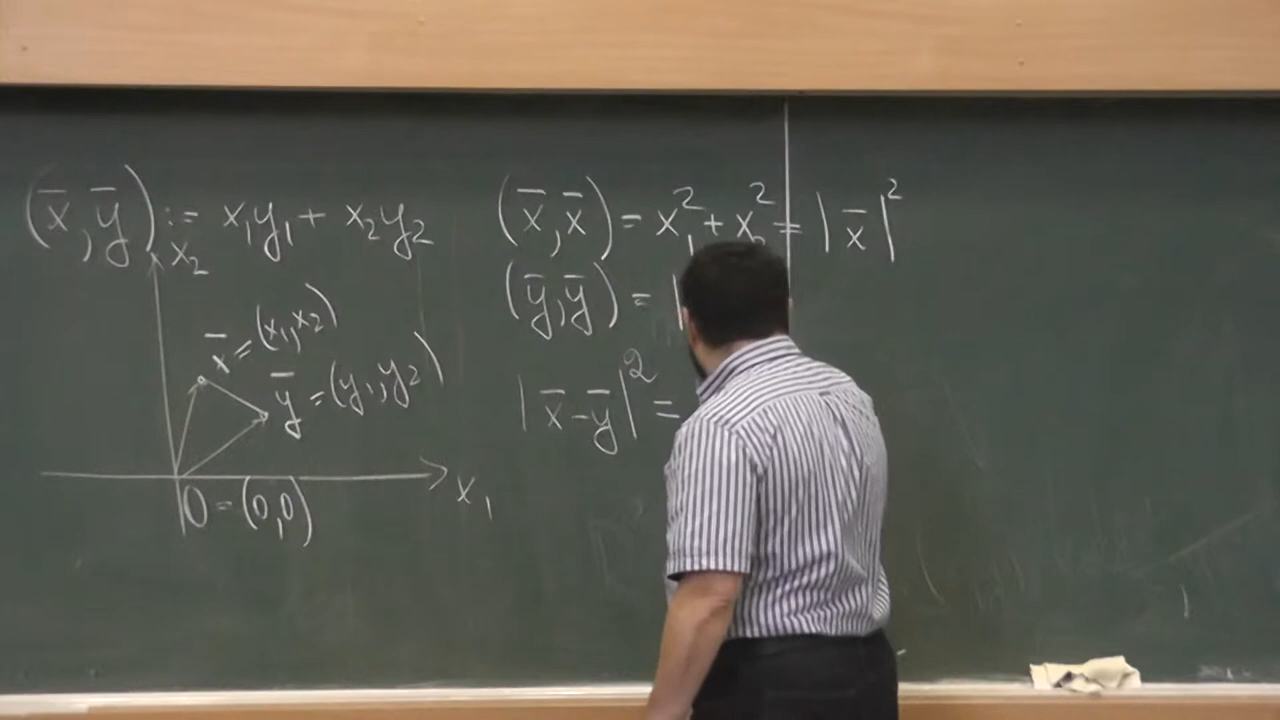 (x̄,ȳ) := x₁y₁ + x₂y₂
x₂
x̄ = (x₁,x₂)
ȳ = (y₁,y₂)
x₁
0 = (0,0)
(x̄,x̄) = x₁² + x₂² = |x̄|²
(ȳ,ȳ) = |
|x̄-ȳ|² =